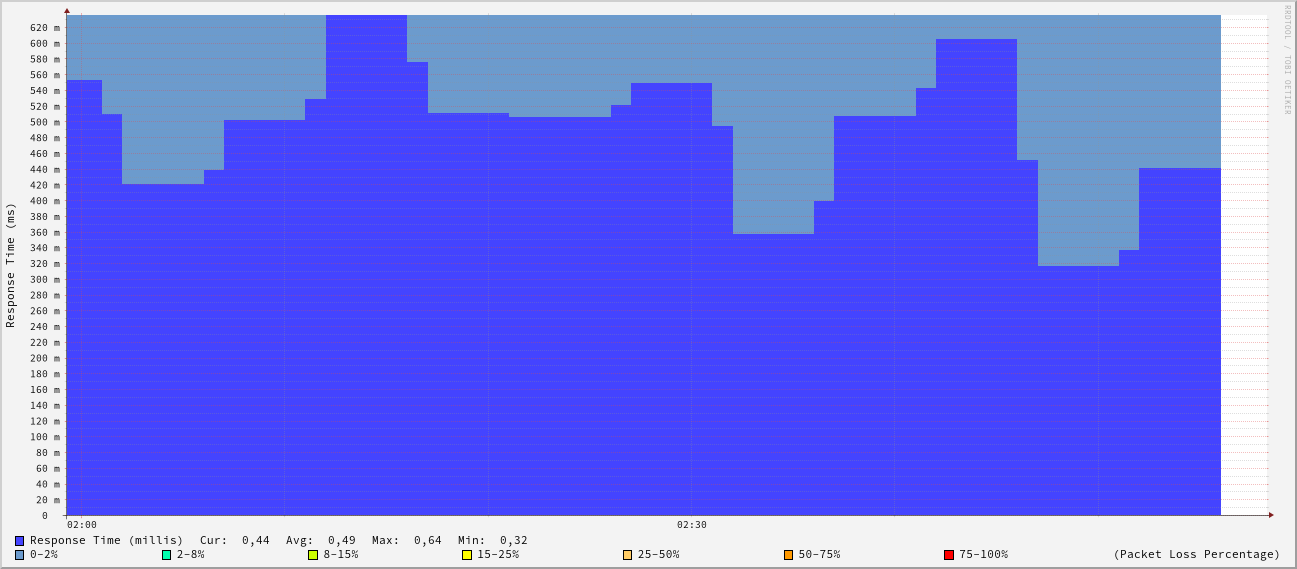 RRDTOOL / TOBI OETIKER
Response Time (ms)
620 m
600 m
580 m
560 m
540 m
520 m
500 m
480 m
460 m
440 m
420 m
400 m
380 m
360 m
340 m
320 m
300 m
280 m
260 m
240 m
220 m
200 m
180 m
160 m
140 m
120 m
100 m
80 m
60 m
40 m
20 m
0
02:00 02:30
Response Time (millis) Cur: 0,44 Avg: 0,49 Max: 0,64 Min: 0,32
0-2% 2-8% 8-15% 15-25% 25-50% 50-75% 75-100% (Packet Loss Percentage)